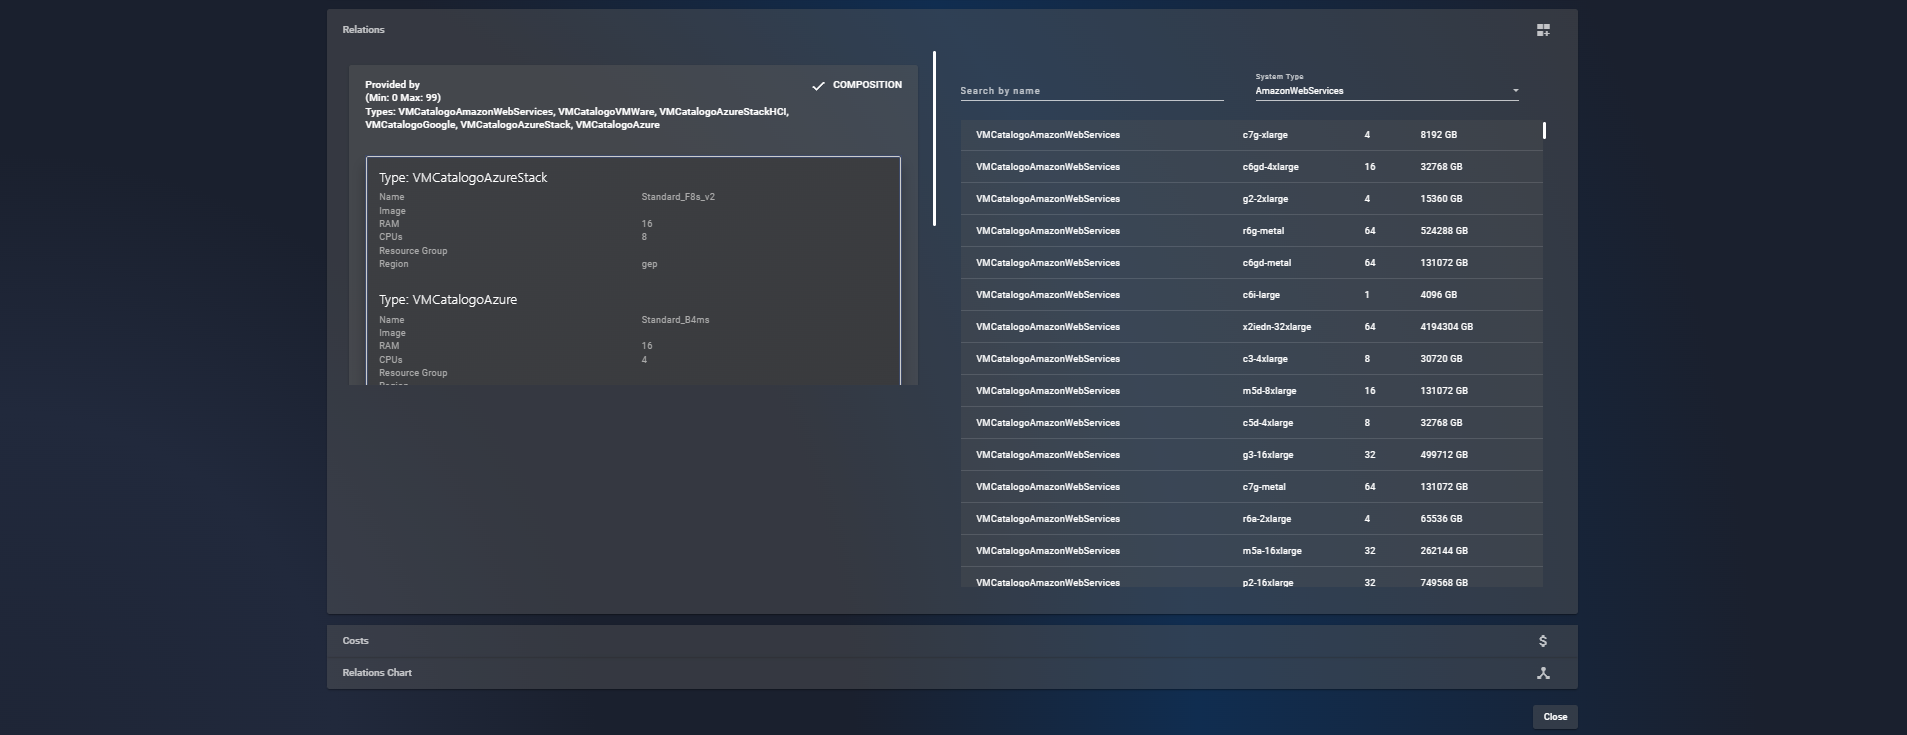 Relations
Provided by
(Min: 0 Max: 99)
Types: VMCatalogoAmazonWebServices, VMCatalogoVMWare, VMCatalogoAzureStackHCI,
VMCatalogoGoogle, VMCatalogoAzureStack, VMCatalogoAzure
COMPOSITION
Type: VMCatalogoAzureStack
Name Standard_F8s_v2
Image
RAM 16
CPUs 8
Resource Group
Region gep
Type: VMCatalogoAzure
Name Standard_B4ms
Image
RAM 16
CPUs 4
Resource Group
Region
Search by name
System Type
AmazonWebServices
VMCatalogoAmazonWebServices c7g-xlarge 4 8192 GB
VMCatalogoAmazonWebServices c6gd-4xlarge 16 32768 GB
VMCatalogoAmazonWebServices g2-2xlarge 4 15360 GB
VMCatalogoAmazonWebServices r6g-metal 64 524288 GB
VMCatalogoAmazonWebServices c6gd-metal 64 131072 GB
VMCatalogoAmazonWebServices c6i-large 1 4096 GB
VMCatalogoAmazonWebServices x2iedn-32xlarge 64 4194304 GB
VMCatalogoAmazonWebServices c3-4xlarge 8 30720 GB
VMCatalogoAmazonWebServices m5d-8xlarge 16 131072 GB
VMCatalogoAmazonWebServices c5d-4xlarge 8 32768 GB
VMCatalogoAmazonWebServices g3-16xlarge 32 499712 GB
VMCatalogoAmazonWebServices c7g-metal 64 131072 GB
VMCatalogoAmazonWebServices r6a-2xlarge 4 65536 GB
VMCatalogoAmazonWebServices m5a-16xlarge 32 262144 GB
VMCatalogoAmazonWebServices p2-16xlarge 32 749568 GB
Costs
Relations Chart
Close